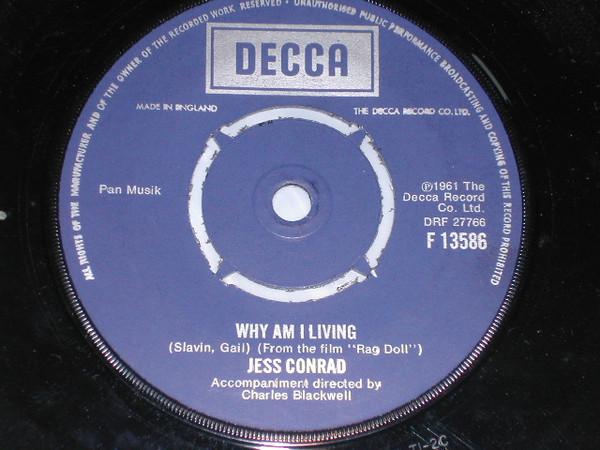 ALL RIGHTS OF THE MANUFACTURER AND OF THE OWNER OF THE RECORDED WORK RESERVED · UNAUTHORISED PUBLIC PERFORMANCE BROADCASTING AND COPYING OF THIS RECORD PROHIBITED
DECCA
MADE IN ENGLAND
THE DECCA RECORD CO. LTD.
Pan Musik
Ⓟ1961 The
Decca Record
Co. Ltd.
DRF 27766
F 13586
WHY AM I LIVING
(Slavin, Gail) (From the film "Rag Doll")
JESS CONRAD
Accompaniment directed by
Charles Blackwell
T1-2C